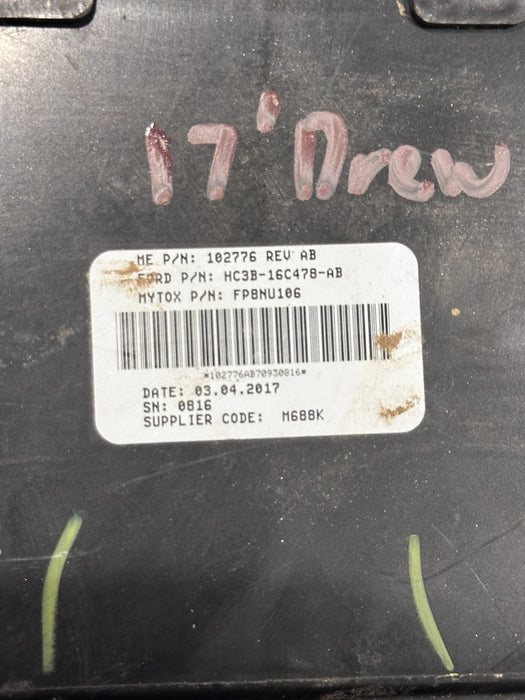 17' Drew
ME P/N: 102776 REV AB
FORD P/N: HC3B-16C478-AB
MYTOX P/N: FP8NU106
*102776AB70930816*
DATE: 03.04.2017
SN: 0816
SUPPLIER CODE: M688K